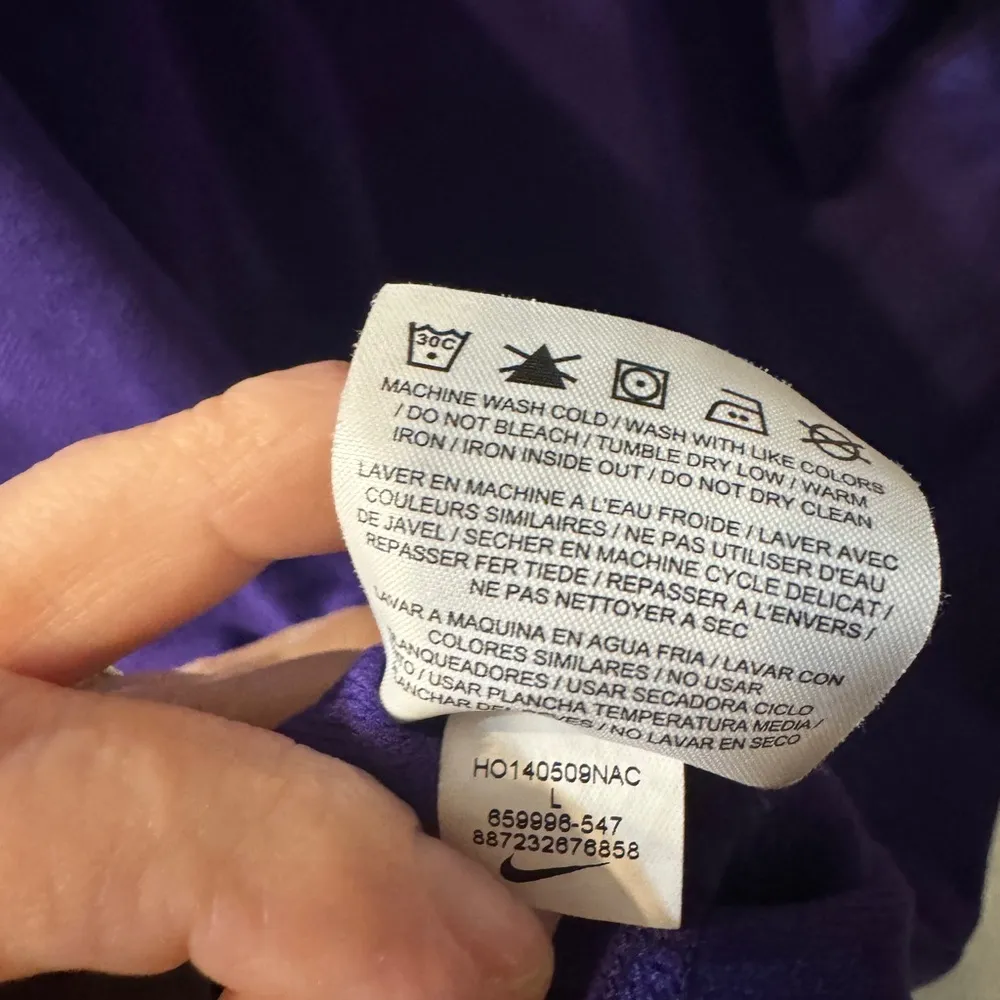 30C
MACHINE WASH COLD / WASH WITH LIKE COLORS
/ DO NOT BLEACH / TUMBLE DRY LOW / WARM
IRON / IRON INSIDE OUT / DO NOT DRY CLEAN
LAVER EN MACHINE A L'EAU FROIDE / LAVER AVEC
COULEURS SIMILAIRES / NE PAS UTILISER D'EAU
DE JAVEL / SECHER EN MACHINE CYCLE DELICAT /
REPASSER FER TIEDE / REPASSER A L'ENVERS /
NE PAS NETTOYER A SEC
LAVAR A MAQUINA EN AGUA FRIA / LAVAR CON
COLORES SIMILARES / NO USAR
/ USAR SECADORA CICLO
/ USAR PLANCHA TEMPERATURA MEDIA /
/ NO LAVAR EN SECO
HO140509NAC
L
659996-547
887232676858